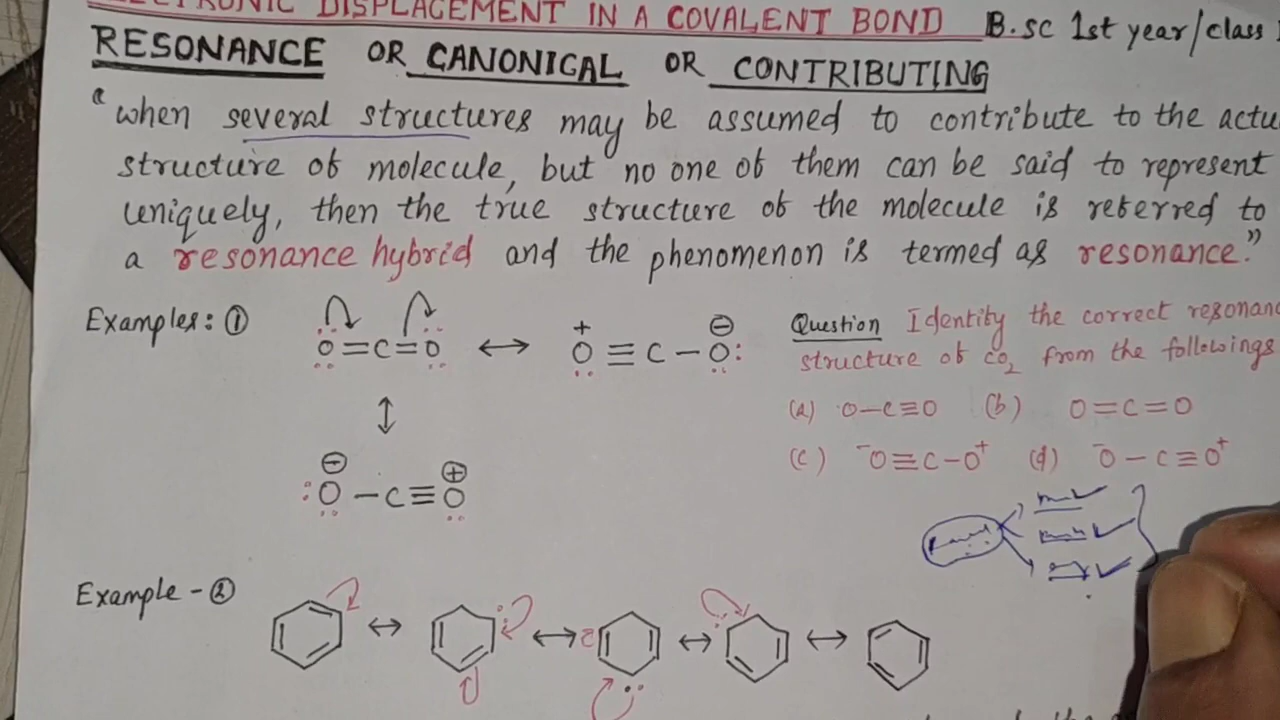 ECTRONIC DISPLACEMENT IN A COVALENT BOND B.sc 1st year/class
RESONANCE OR CANONICAL OR CONTRIBUTING
"when several structures may be assumed to contribute to the actu
structure of molecule, but no one of them can be said to represent
uniquely, then the true structure of the molecule is referred to
a resonance hybrid and the phenomenon is termed as resonance."
Examples: ①
:O=C=O: ↔ +O≡C-O:⊖
↕
⊖:O-C≡O⊕
Question Identity the correct resonanc
structure of co₂ from the followings
(a) O-C≡O (b) O=C=O
(c) ⁻O≡C-O⁺ (d) ⁻O-C≡O⁺
Example - ②
↔ ↔ ↔ ↔